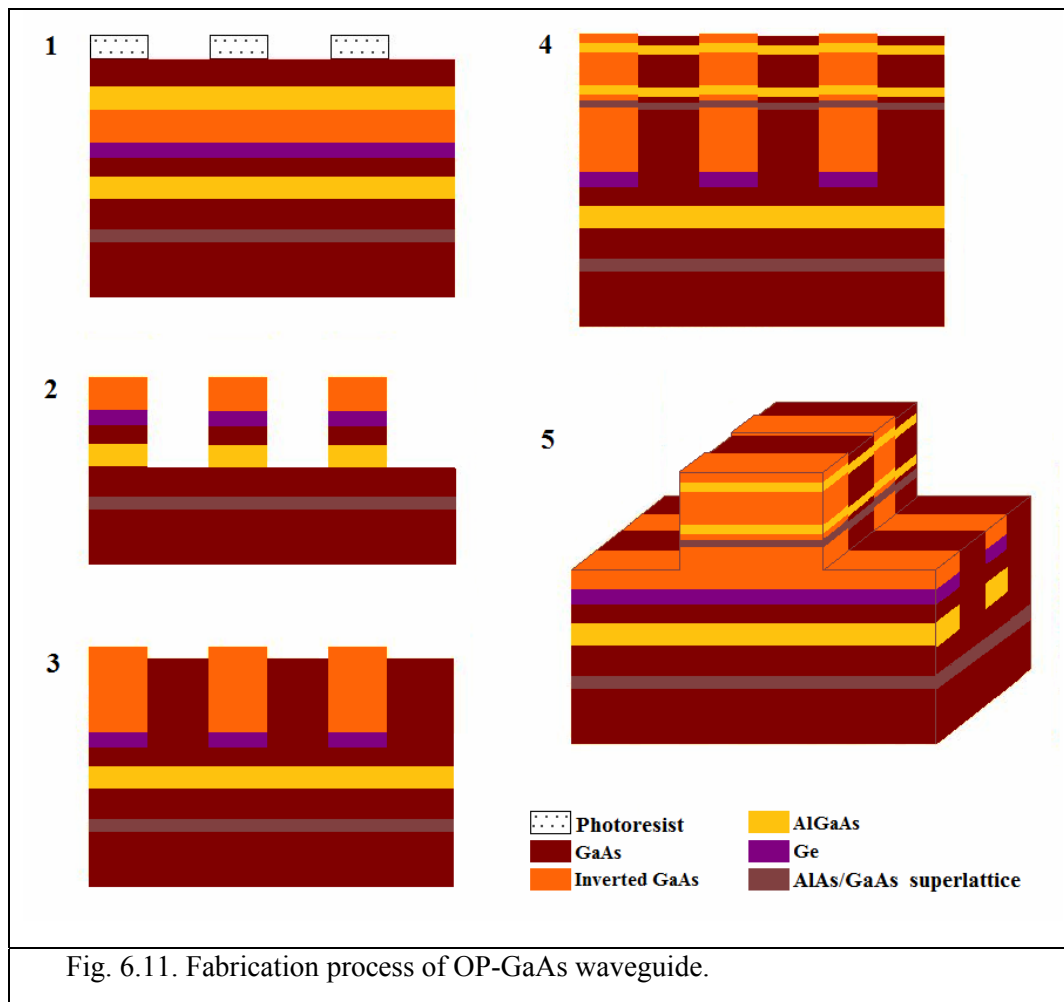 1
4
2
5
3
Photoresist
GaAs
Inverted GaAs
AlGaAs
Ge
AlAs/GaAs superlattice
Fig. 6.11. Fabrication process of OP-GaAs waveguide.